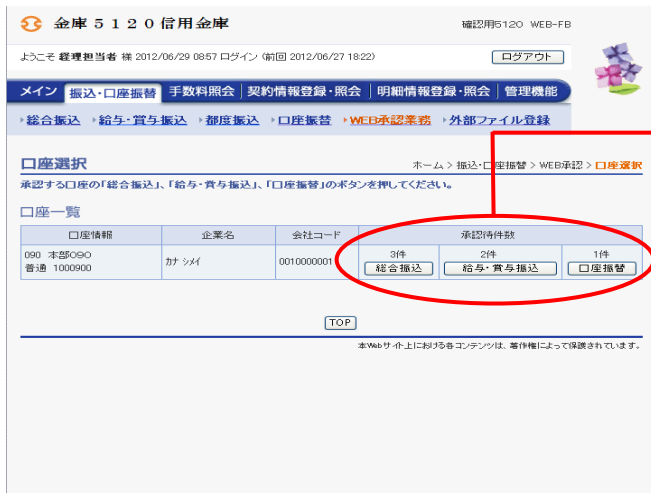 金庫５１２０信用金庫
確認用5120 WEB-FB
ようこそ 経理担当者 様 2012/06/29 0857 ログイン (前回 2012/06/27 1822)
ログアウト
メイン 振込・口座振替 手数料照会 契約情報登録・照会 明細情報登録・照会 管理機能
総合振込 給与・賞与振込 都度振込 口座振替 WEB承認業務 外部ファイル登録
口座選択
ホーム > 振込・口座振替 > WEB承認 > 口座選択
承認する口座の「総合振込」、「給与・賞与振込」、「口座振替」のボタンを押してください。
口座一覧
口座情報 企業名 会社コード 承認待件数
090 本部090 普通 1000900 カナ シメイ 0010000001 3件 総合振込 2件 給与・賞与振込 1件 口座振替
TOP
本Webサイト上における各コンテンツは、著作権によって保護されています。